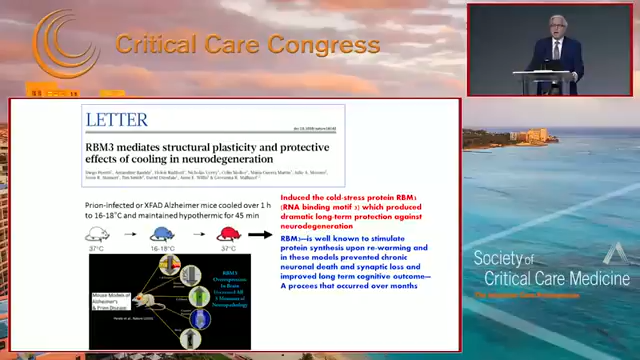 Critical Care Congress
LETTER
RBM3 mediates structural plasticity and protective
effects of cooling in neurodegeneration
Prion-infected or XFAD Alzheimer mice cooled over 1 h
to 16-18°C and maintained hypothermic for 45 min
37°C
16-18°C
37°C
Induced the cold-stress protein RBM3
(RNA binding motif 3) which produced
dramatic long-term protection against
neurodegeneration
RBM3—is well known to stimulate
protein synthesis upon re-warming and
in these models prevented chronic
neuronal death and synaptic loss and
improved long term cognitive outcome—
A procees that occurred over months
Mouse Models of
Alzheimer's
& Prion Disease
RBM3
Overexpression
In Brain
Society of
Critical Care Medicine